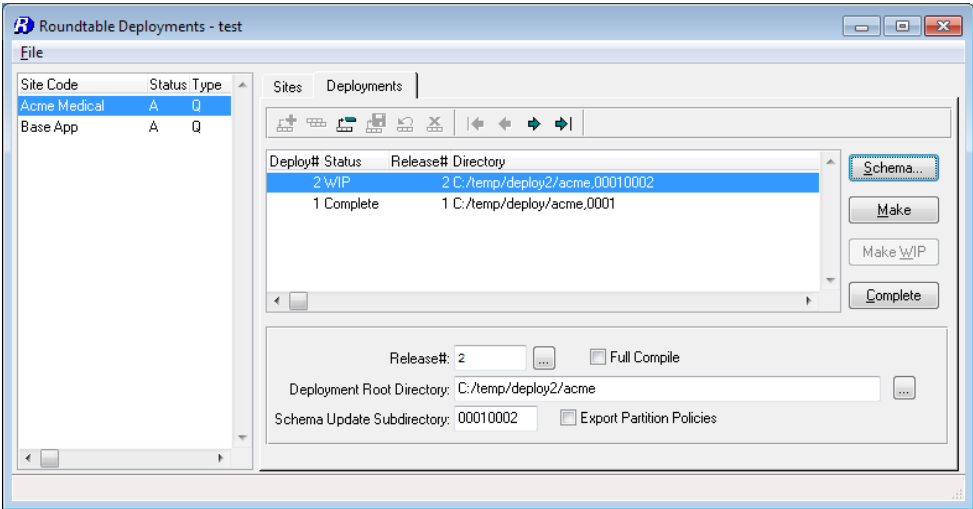 Roundtable Deployments - test
File
Site Code Status Type
Acme Medical A Q
Base App A Q
Sites Deployments
Deploy# Status Release# Directory
2 WIP 2 C:/temp/deploy2/acme,00010002
1 Complete 1 C:/temp/deploy/acme,0001
Schema...
Make
Make WIP
Complete
Release#: 2 ... Full Compile
Deployment Root Directory: C:/temp/deploy2/acme ...
Schema Update Subdirectory: 00010002 Export Partition Policies